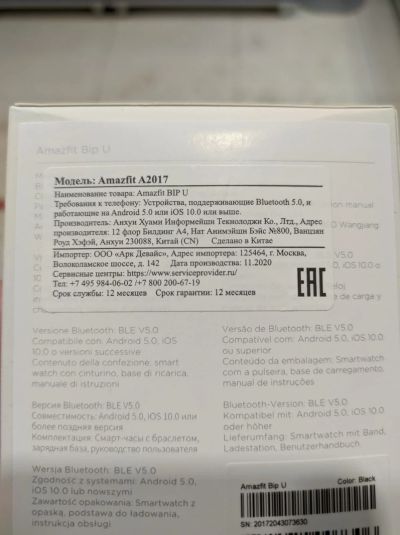 Amazfit Bip U
Модель: Amazfit A2017
Наименование товара: Amazfit BIP U
Требования к телефону: Устройства, поддерживающие Bluetooth 5.0, и
работающие на Android 5.0 или iOS 10.0 или выше.
Производитель: Анхуи Хуами Информейшн Текнолоджи Ко., Лтд., Адрес
производителя: 12 флор Билдинг А4, Нат Анимэйшн Бэйс №800, Ванцзян
Роуд Хэфэй, Анхуи 230088, Китай (CN) Сделано в Китае
Импортер: ООО «Арк Девайс», Адрес импортера: 125464, г. Москва,
Волоколамское шоссе, д. 142 Дата производства: 11.2020
Сервисные центры: https://www.serviceprovider.ru/
Тел: +7 495 984-06-02/ +7 800 200-67-19
Срок службы: 12 месяцев Срок гарантии: 12 месяцев
EAC
ion manual
Wangjiang
iOS 10.0 o
eloj
e carga y
Versione Bluetooth: BLE V5.0
Compatibile con: Android 5.0, iOS
10.0 o versioni successive
Contenuto della confezione: smart
watch con cinturino, base di ricarica,
manuale di istruzioni
Versão de Bluetooth: BLE V5.0
Compatível com: Android 5.0, iOS 10.0
ou superior
Conteúdo da embalagem: Smartwatch
com a pulseira, base de carregamento,
manual de instruções
Версия Bluetooth: BLE V5.0
Совместимость: Android 5.0, iOS 10.0 или
более поздняя версия
Комплектация: Смарт-часы с браслетом,
зарядная база, руководство пользователя
Bluetooth-Version: BLE V5.0
Kompatibel mit: Android 5.0, iOS 10.0
oder höher
Lieferumfang: Smartwatch mit Band,
Ladestation, Benutzerhandbuch.
Wersja Bluetooth: BLE V5.0
Zgodność z systemami: Android 5.0,
iOS 10.0 lub nowszymi
Zawartość opakowania: Smartwatch z
opaską, podstawa do ładowania,
instrukcja obsługi
Amazfit Bip U Color: Black
SN: 20172043073630